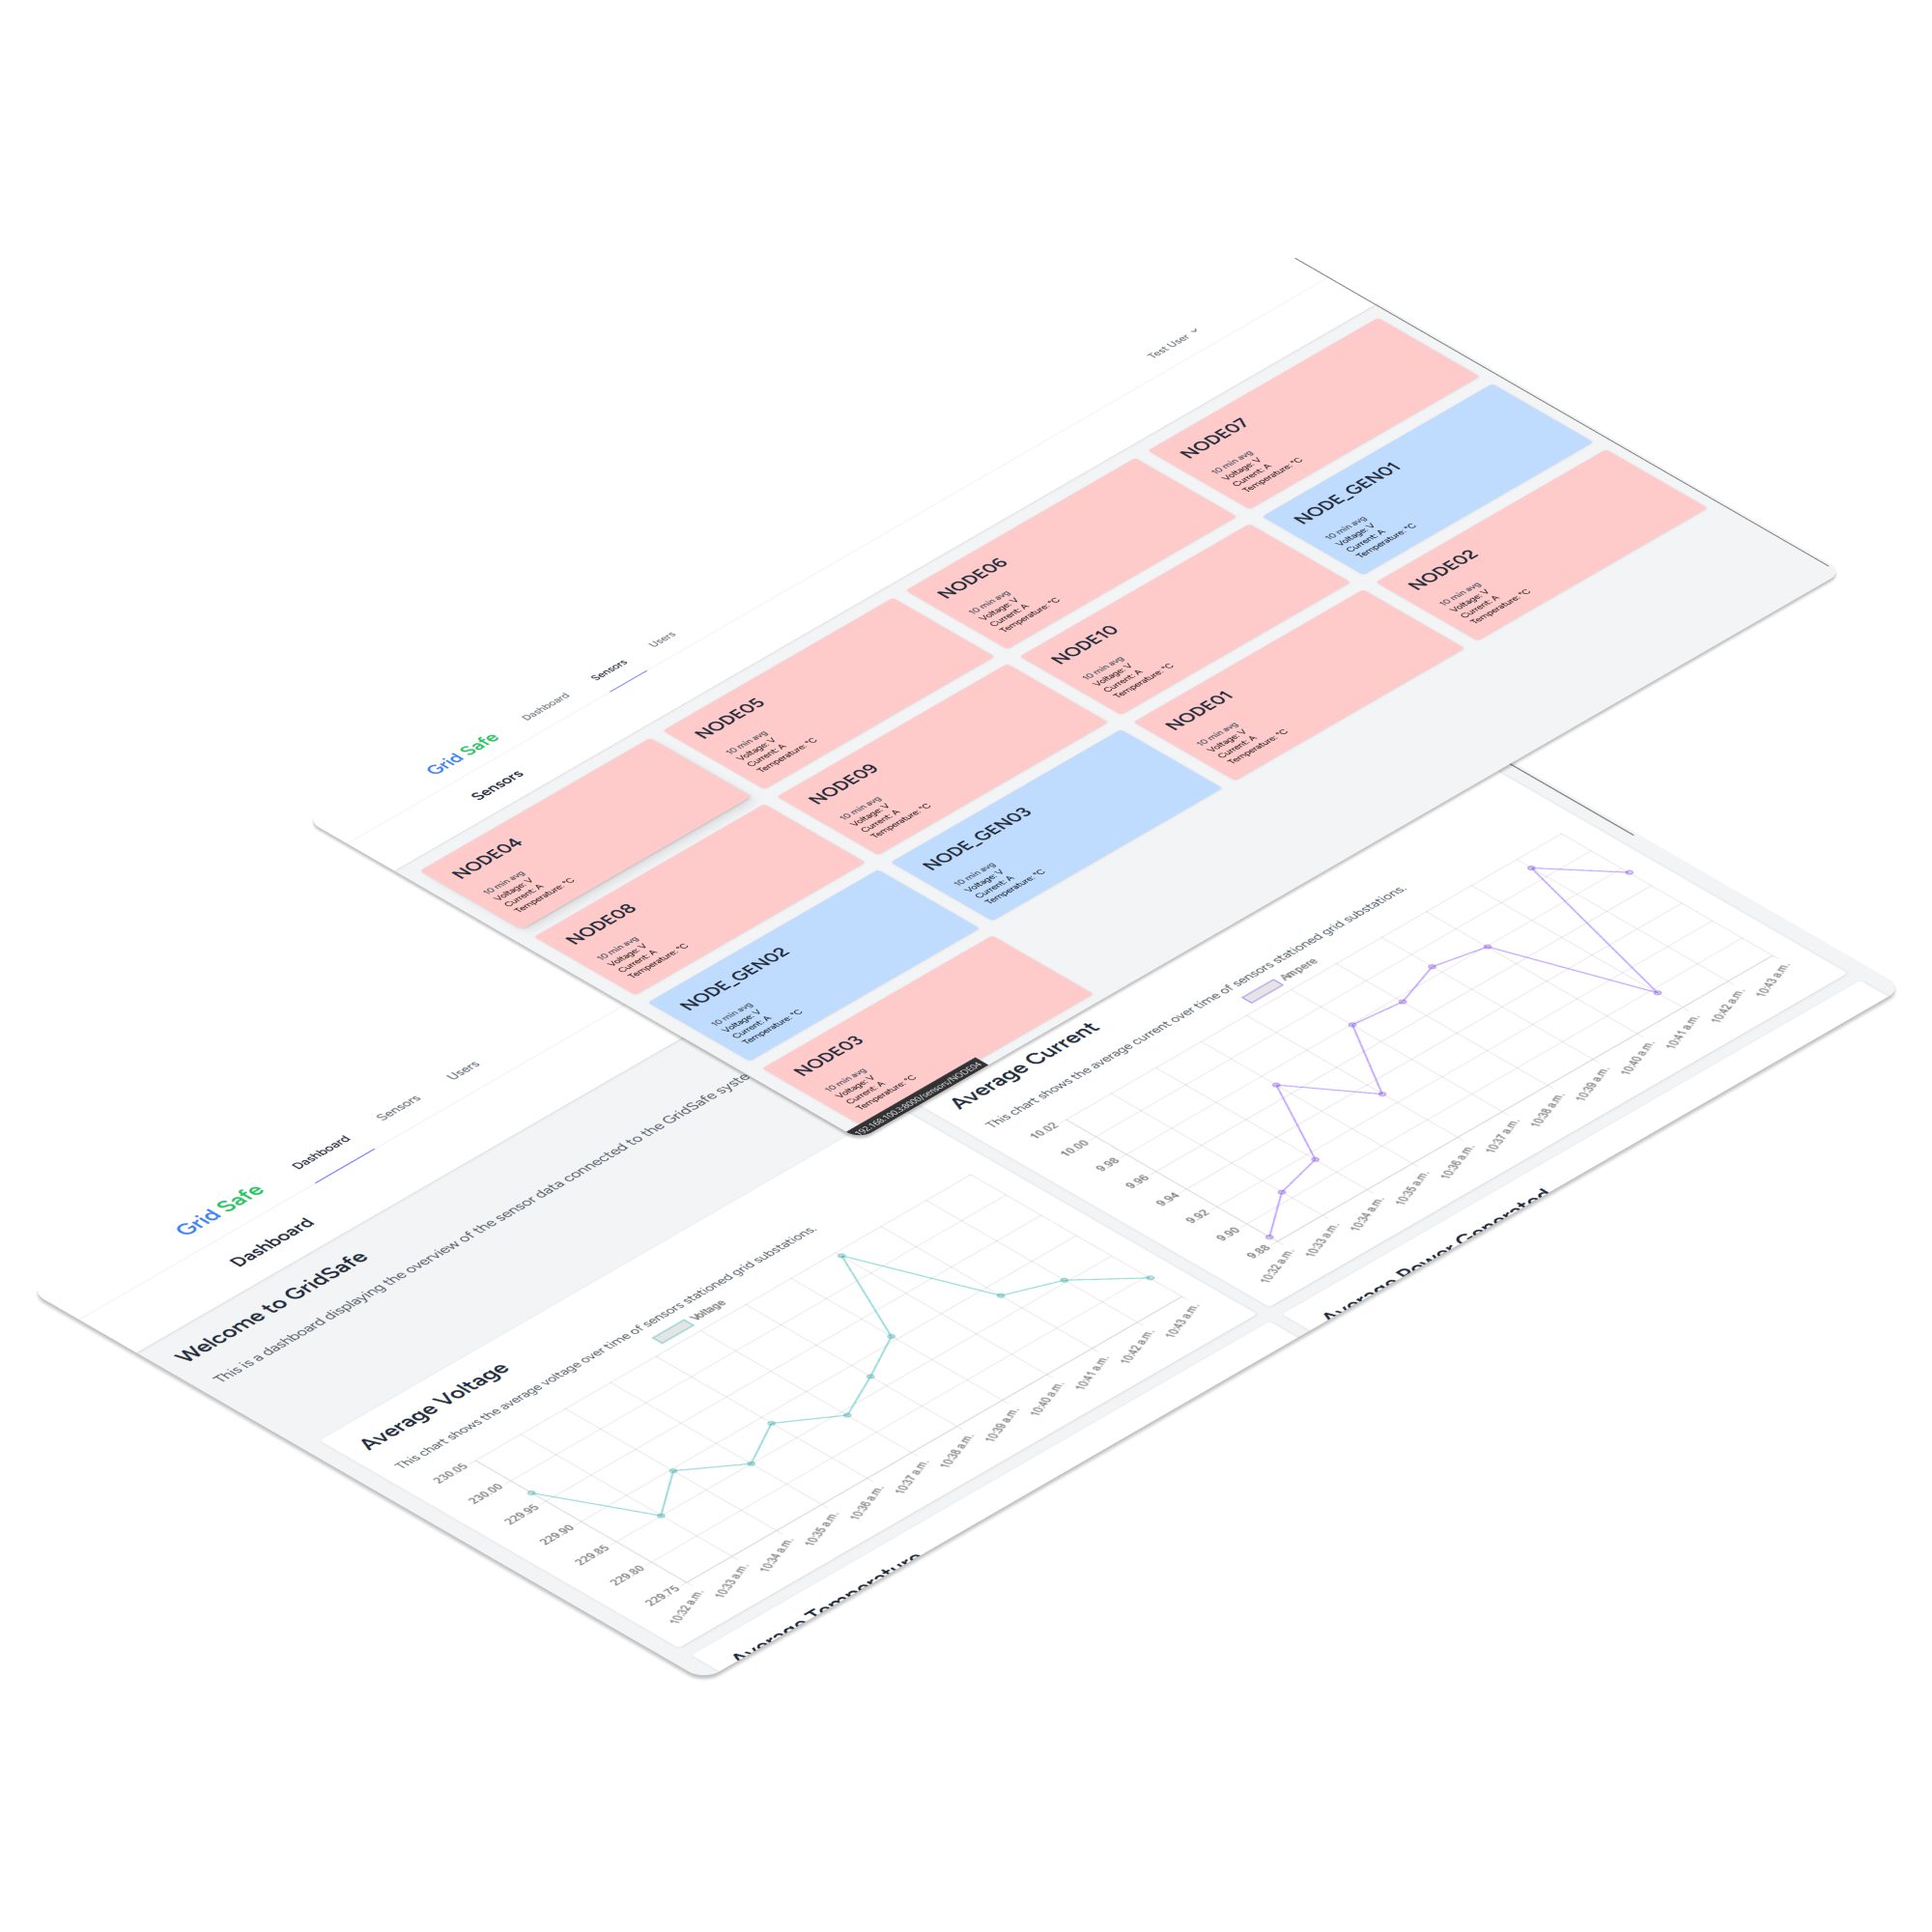 Grid Safe
Dashboard
Sensors
Users
Test User
Sensors
NODE04
10 min avg
Voltage: V
Current: A
Temperature: °C
NODE05
10 min avg
Voltage: V
Current: A
Temperature: °C
NODE06
10 min avg
Voltage: V
Current: A
Temperature: °C
NODE07
10 min avg
Voltage: V
Current: A
Temperature: °C
NODE08
10 min avg
Voltage: V
Current: A
Temperature: °C
NODE09
10 min avg
Voltage: V
Current: A
Temperature: °C
NODE10
10 min avg
Voltage: V
Current: A
Temperature: °C
NODE_GEN01
10 min avg
Voltage: V
Current: A
Temperature: °C
NODE_GEN02
10 min avg
Voltage: V
Current: A
Temperature: °C
NODE_GEN03
10 min avg
Voltage: V
Current: A
Temperature: °C
NODE01
10 min avg
Voltage: V
Current: A
Temperature: °C
NODE02
10 min avg
Voltage: V
Current: A
Temperature: °C
NODE03
10 min avg
Voltage: V
Current: A
Temperature: °C
192.168.100.3:8000/sensors/NODE04
Grid Safe
Dashboard
Sensors
Users
Dashboard
Welcome to GridSafe
This is a dashboard displaying the overview of the sensor data connected to the GridSafe syste
Average Voltage
This chart shows the average voltage over time of sensors stationed grid substations.
Voltage
230.05
230.00
229.95
229.90
229.85
229.80
229.75
10:32 a.m.
10:33 a.m.
10:34 a.m.
10:35 a.m.
10:36 a.m.
10:37 a.m.
10:38 a.m.
10:39 a.m.
10:40 a.m.
10:41 a.m.
10:42 a.m.
10:43 a.m.
Average Current
This chart shows the average current over time of sensors stationed grid substations.
Ampere
10.02
10.00
9.98
9.96
9.94
9.92
9.90
9.88
10:32 a.m.
10:33 a.m.
10:34 a.m.
10:35 a.m.
10:36 a.m.
10:37 a.m.
10:38 a.m.
10:39 a.m.
10:40 a.m.
10:41 a.m.
10:42 a.m.
10:43 a.m.
Average Temperature
Average Power Generated